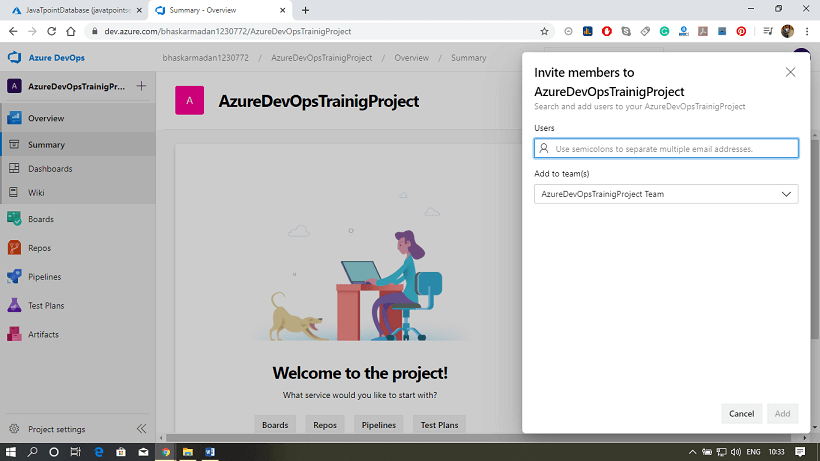 JavaTpointDatabase (javatpointse
Summary - Overview
dev.azure.com/bhaskarmadan1230772/AzureDevOpsTrainigProject
Azure DevOps
bhaskarmadan1230772 / AzureDevOpsTrainigProject / Overview / Summary
A AzureDevOpsTrainigPr...
Overview
Summary
Dashboards
Wiki
Boards
Repos
Pipelines
Test Plans
Artifacts
Project settings
A AzureDevOpsTrainigProject
Welcome to the project!
What service would you like to start with?
Boards Repos Pipelines Test Plans
Invite members to
AzureDevOpsTrainigProject
Search and add users to your AzureDevOpsTrainigProject
Users
Use semicolons to separate multiple email addresses.
Add to team(s)
AzureDevOpsTrainigProject Team
Cancel Add
ENG 10:33